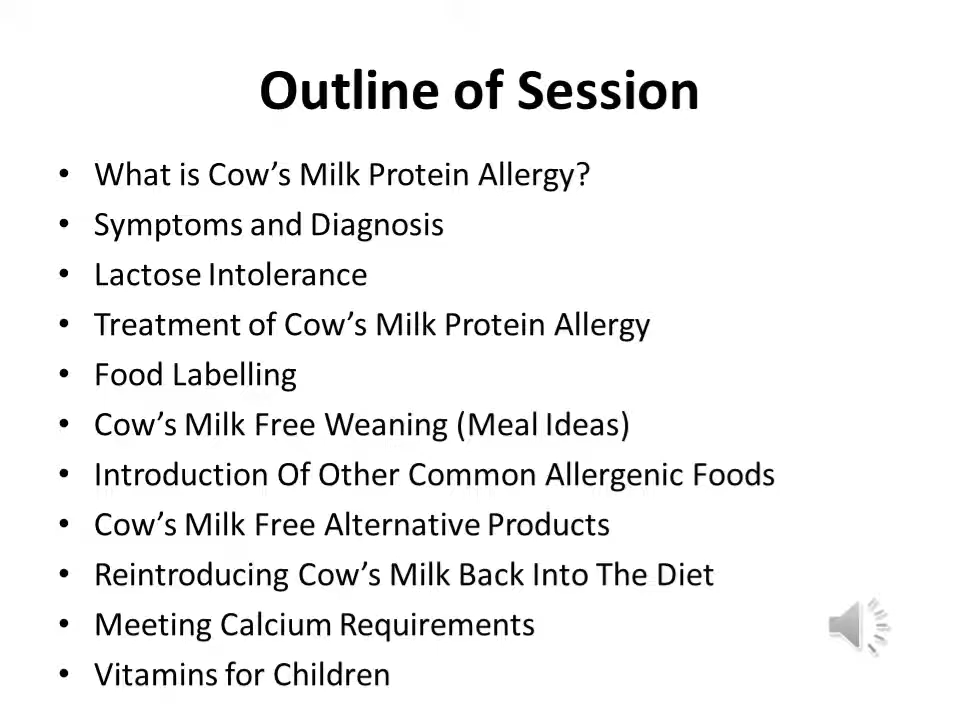 Outline of Session
• What is Cow’s Milk Protein Allergy?
• Symptoms and Diagnosis
• Lactose Intolerance
• Treatment of Cow’s Milk Protein Allergy
• Food Labelling
• Cow’s Milk Free Weaning (Meal Ideas)
• Introduction Of Other Common Allergenic Foods
• Cow’s Milk Free Alternative Products
• Reintroducing Cow’s Milk Back Into The Diet
• Meeting Calcium Requirements
• Vitamins for Children